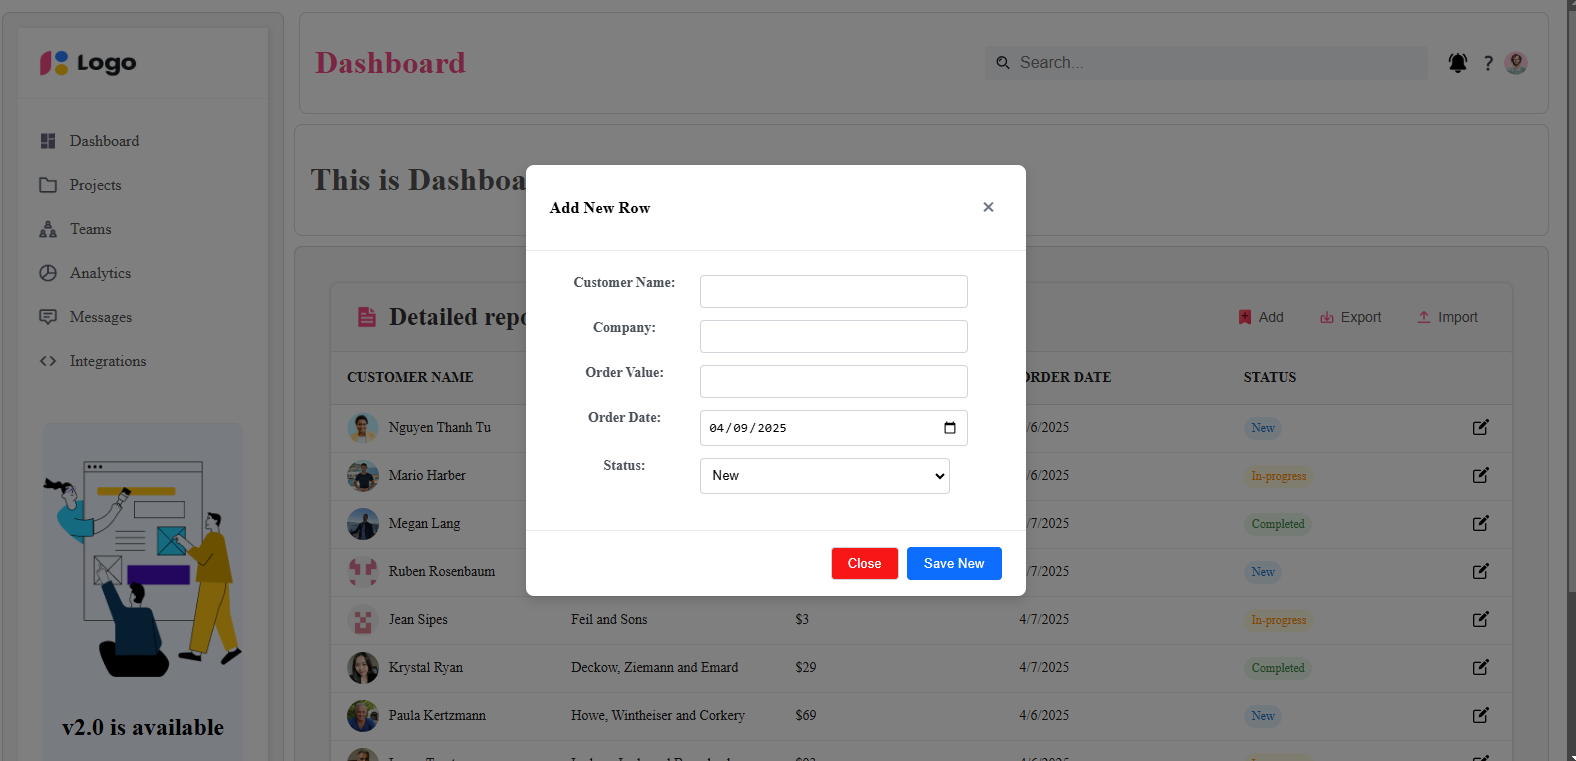 Logo
Dashboard
Search...
?
Dashboard
Projects
Teams
Analytics
Messages
Integrations
v2.0 is available
This is
Add New Row
×
Customer Name:
Company:
Order Value:
Order Date:
04/09/2025
Status:
New
Close
Save New
Detailed
Add
Export
Import
CUSTOMER NAME
DATE
STATUS
Nguyen Thanh Tu
/6/2025
New
Mario Harber
/6/2025
In-progress
Megan Lang
/7/2025
Completed
Ruben Rosenbaum
/7/2025
New
Jean Sipes
Feil and Sons
$3
4/7/2025
In-progress
Krystal Ryan
Deckow, Ziemann and Emard
$29
4/7/2025
Completed
Paula Kertzmann
Howe, Wintheiser and Corkery
$69
4/6/2025
New